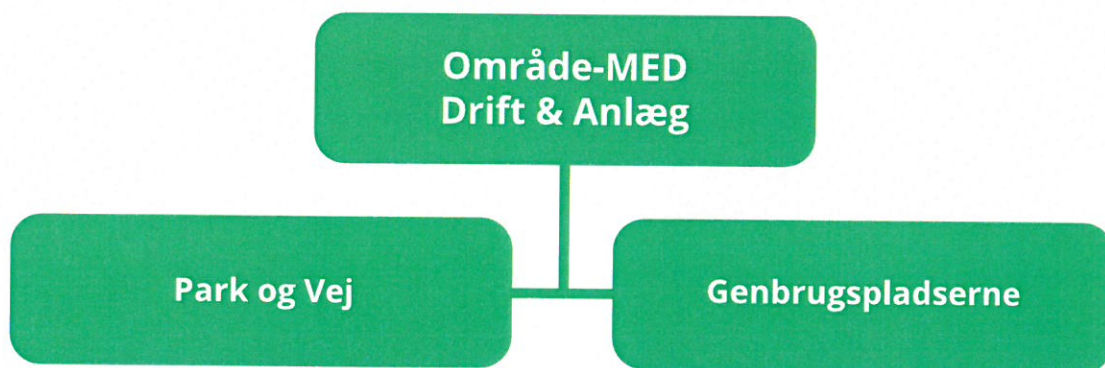 Område-MED
Drift & Anlæg
Park og Vej
Genbrugspladserne